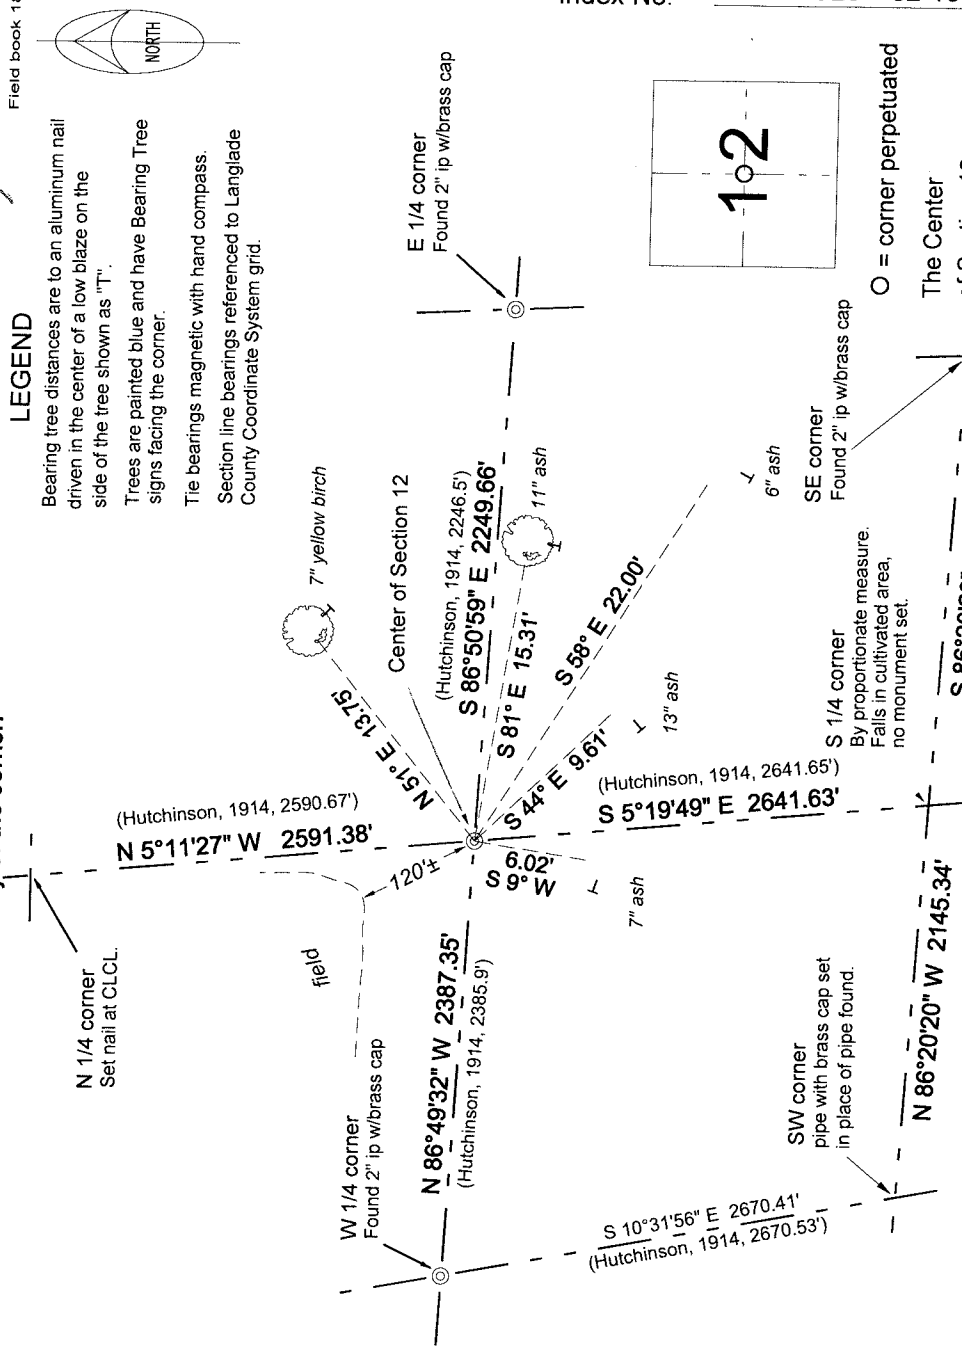 Field book 18
NORTH
LEGEND
Bearing tree distances are to an aluminum nail
driven in the center of a low blaze on the
side of the tree shown as "T".
Trees are painted blue and have Bearing Tree
signs facing the corner.
Tie bearings magnetic with hand compass.
Section line bearings referenced to Langlade
County Coordinate System grid.
Index No.
N 1/4 corner
Set nail at CLCL.
(Hutchinson, 1914, 2590.67')
N 5°11'27" W 2591.38'
field
120'±
W 1/4 corner
Found 2" ip w/brass cap
N 86°49'32" W 2387.35'
(Hutchinson, 1914, 2385.9')
7" yellow birch
N 51° E 13.75'
Center of Section 12
(Hutchinson, 1914, 2246.5')
S 86°50'59" E 2249.66'
E 1/4 corner
Found 2" ip w/brass cap
S 81° E 15.31'
11" ash
S 58° E 22.00'
6" ash
S 44° E 9.61'
13" ash
6.02'
S 9° W
7" ash
(Hutchinson, 1914, 2641.65')
S 5°19'49" E 2641.63'
S 1/4 corner
By proportionate measure.
Falls in cultivated area,
no monument set.
SE corner
Found 2" ip w/brass cap
SW corner
pipe with brass cap set
in place of pipe found.
S 10°31'56" E 2670.41'
(Hutchinson, 1914, 2670.53')
N 86°20'20" W 2145.34'
12
O = corner perpetuated
The Center